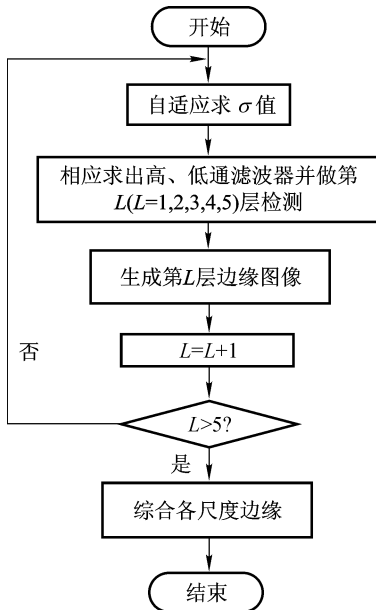 开始
自适应求 σ 值
相应求出高、低通滤波器并做第
L(L=1,2,3,4,5)层检测
生成第L层边缘图像
L=L+1
否
L>5?
是
综合各尺度边缘
结束